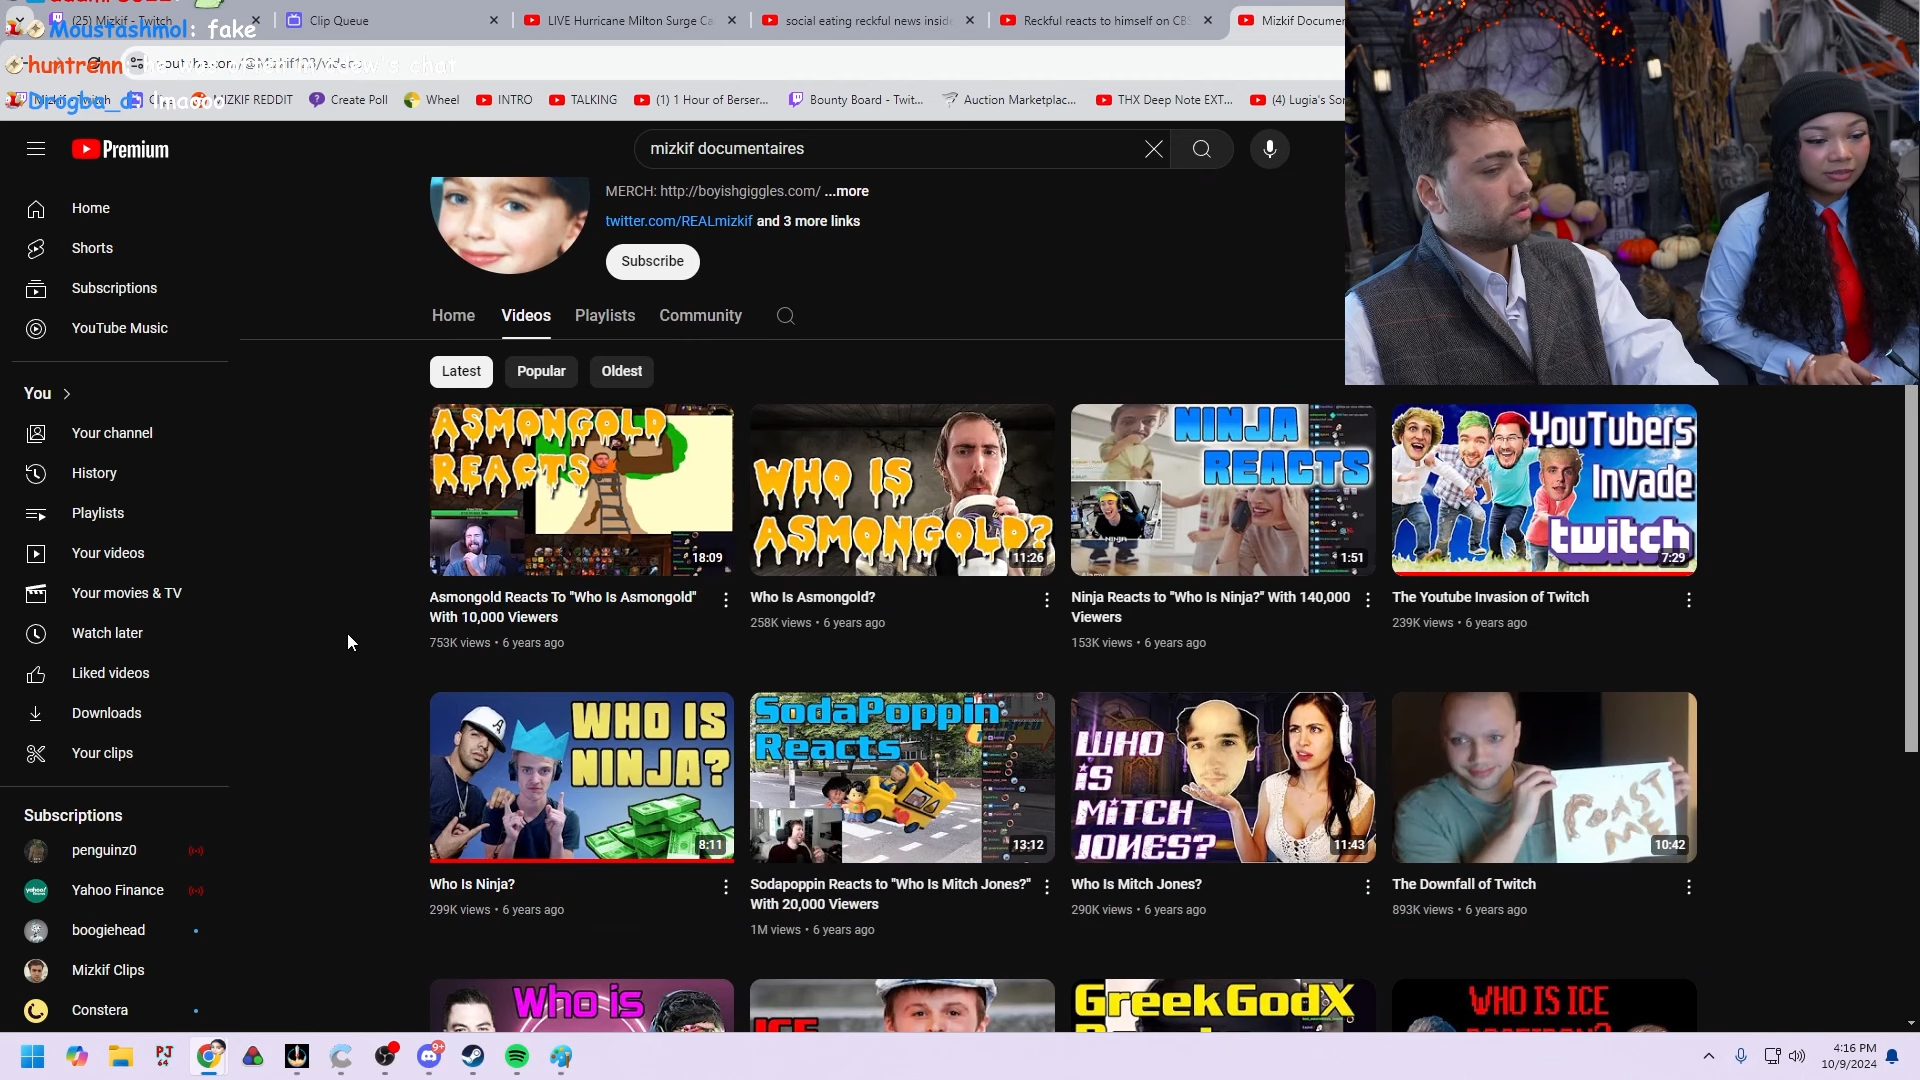 (25) Mizkif - Twitch
Clip Queue
LIVE Hurricane Milton Surge Ca
social eating reckful news inside
Reckful reacts to himself on CBS
Mizkif Documen
Moustashmol: fake
huntrenn
Drogba_d: lmaooo
MIZKIF REDDIT
Create Poll
Wheel
INTRO
TALKING
(1) 1 Hour of Berser...
Bounty Board - Twit...
Auction Marketplac...
THX Deep Note EXT...
(4) Lugia's Son
Premium
mizkif documentaires
MERCH: http://boyishgiggles.com/ ...more
twitter.com/REALmizkif and 3 more links
Subscribe
Home
Videos
Playlists
Community
Latest
Popular
Oldest
Home
Shorts
Subscriptions
YouTube Music
You
Your channel
History
Playlists
Your videos
Your movies & TV
Watch later
Liked videos
Downloads
Your clips
Subscriptions
penguinz0
Yahoo Finance
boogiehead
Mizkif Clips
Constera
ASMONGOLD
REACTS
18:09
Asmongold Reacts To "Who Is Asmongold"
With 10,000 Viewers
753K views • 6 years ago
WHO IS
ASMONGOLD?
11:26
Who Is Asmongold?
258K views • 6 years ago
NINJA
REACTS
1:51
Ninja Reacts to "Who Is Ninja?" With 140,000
Viewers
153K views • 6 years ago
YouTubers
Invade
twitch
7:29
The Youtube Invasion of Twitch
239K views • 6 years ago
WHO IS
NINJA?
8:11
Who Is Ninja?
299K views • 6 years ago
SodaPoppin
Reacts
13:12
Sodapoppin Reacts to "Who Is Mitch Jones?"
With 20,000 Viewers
1M views • 6 years ago
WHO
iS
MiTCH
JONES?
11:43
Who Is Mitch Jones?
290K views • 6 years ago
ROAST
ME
10:42
The Downfall of Twitch
893K views • 6 years ago
Who is
ICE
GreekGodX
WHO IS ICE
POSEIDON?
PJ
64
9+
4:16 PM
10/9/2024